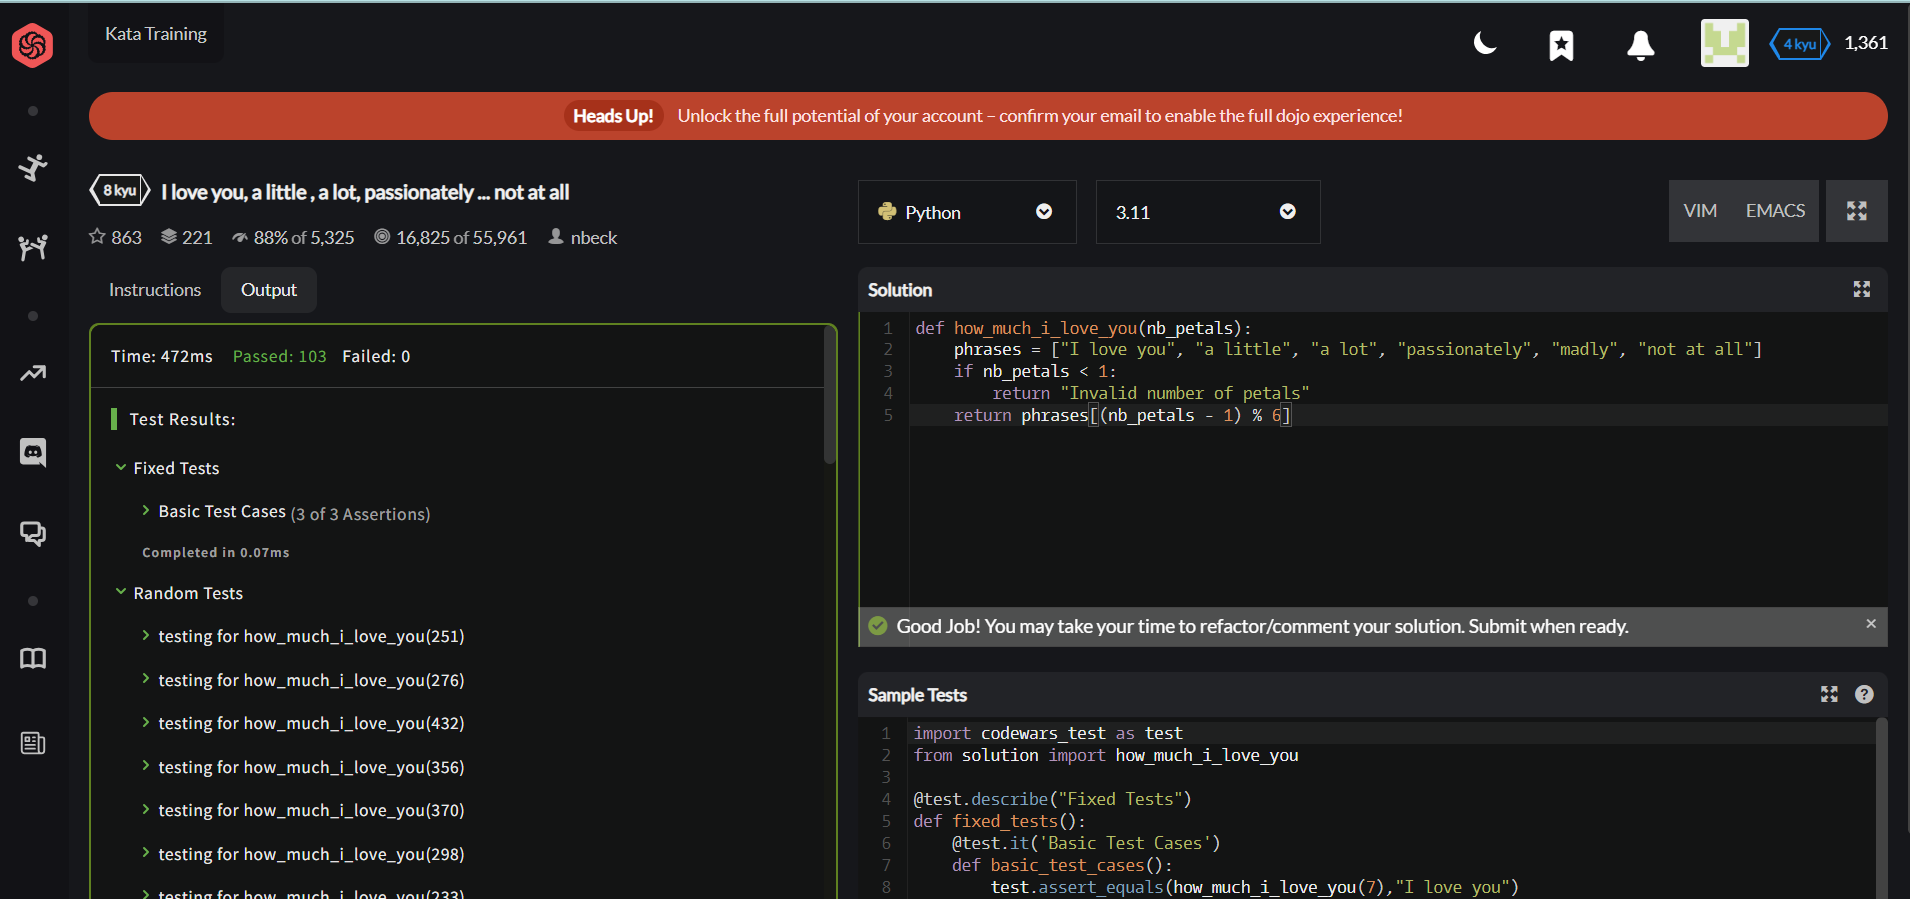 Kata Training
4 kyu
1,361
Heads Up! Unlock the full potential of your account – confirm your email to enable the full dojo experience!
8 kyu
I love you, a little , a lot, passionately ... not at all
863 221 88% of 5,325 16,825 of 55,961 nbeck
Instructions
Output
Time: 472ms Passed: 103 Failed: 0
Test Results:
Fixed Tests
Basic Test Cases (3 of 3 Assertions)
Completed in 0.07ms
Random Tests
testing for how_much_i_love_you(251)
testing for how_much_i_love_you(276)
testing for how_much_i_love_you(432)
testing for how_much_i_love_you(356)
testing for how_much_i_love_you(370)
testing for how_much_i_love_you(298)
testing for how_much_i_love_you(233)
Python
3.11
VIM EMACS
Solution
1 def how_much_i_love_you(nb_petals):
2     phrases = ["I love you", "a little", "a lot", "passionately", "madly", "not at all"]
3     if nb_petals < 1:
4         return "Invalid number of petals"
5     return phrases[(nb_petals - 1) % 6]
Good Job! You may take your time to refactor/comment your solution. Submit when ready.
Sample Tests
1 import codewars_test as test
2 from solution import how_much_i_love_you
3
4 @test.describe("Fixed Tests")
5 def fixed_tests():
6     @test.it('Basic Test Cases')
7     def basic_test_cases():
8         test.assert_equals(how_much_i_love_you(7),"I love you")